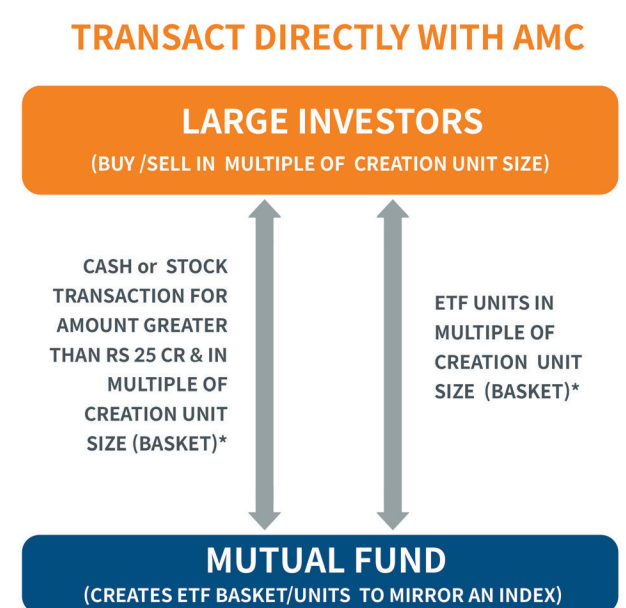 TRANSACT DIRECTLY WITH AMC
LARGE INVESTORS
(BUY /SELL IN MULTIPLE OF CREATION UNIT SIZE)
CASH or STOCK
TRANSACTION FOR
AMOUNT GREATER
THAN RS 25 CR & IN
MULTIPLE OF
CREATION UNIT
SIZE (BASKET)*
ETF UNITS IN
MULTIPLE OF
CREATION UNIT
SIZE (BASKET)*
MUTUAL FUND
(CREATES ETF BASKET/UNITS TO MIRROR AN INDEX)